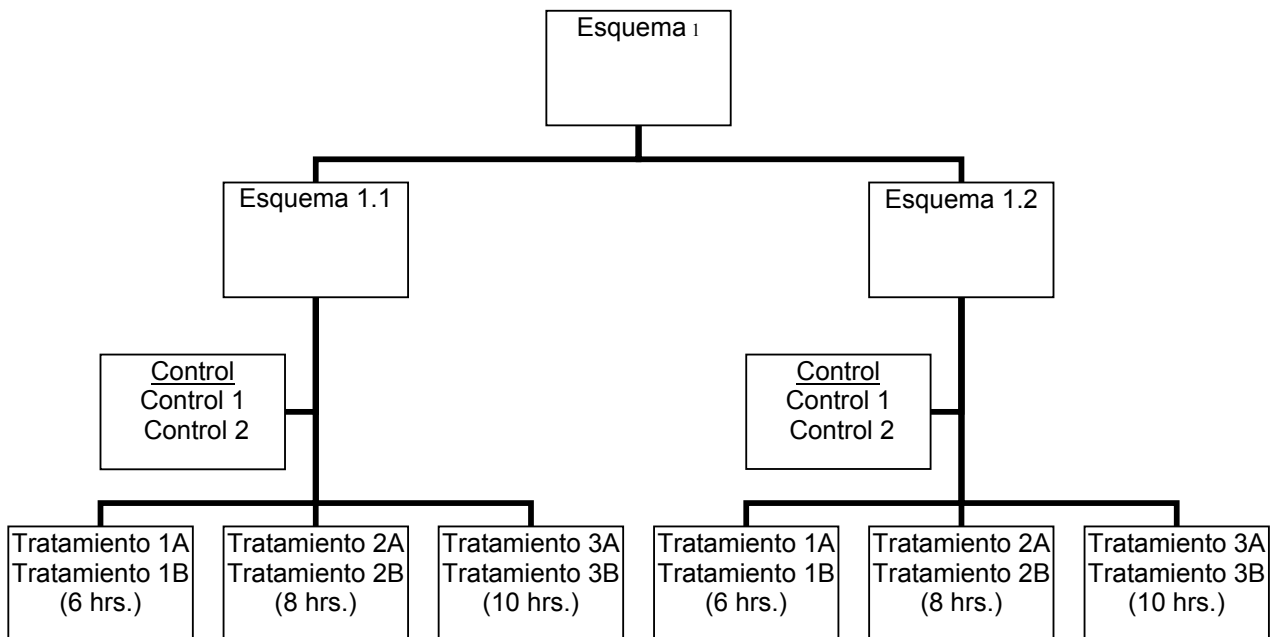 Esquema 1
Esquema 1.1
Esquema 1.2
Control
Control 1
Control 2
Control
Control 1
Control 2
Tratamiento 1A
Tratamiento 1B
(6 hrs.)
Tratamiento 2A
Tratamiento 2B
(8 hrs.)
Tratamiento 3A
Tratamiento 3B
(10 hrs.)
Tratamiento 1A
Tratamiento 1B
(6 hrs.)
Tratamiento 2A
Tratamiento 2B
(8 hrs.)
Tratamiento 3A
Tratamiento 3B
(10 hrs.)